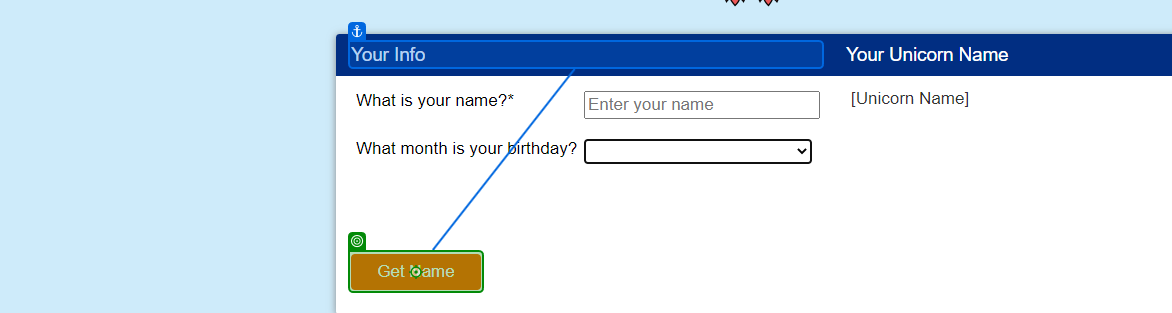 Your Info
Your Unicorn Name
What is your name?*
Enter your name
[Unicorn Name]
What month is your birthday?
Get Name